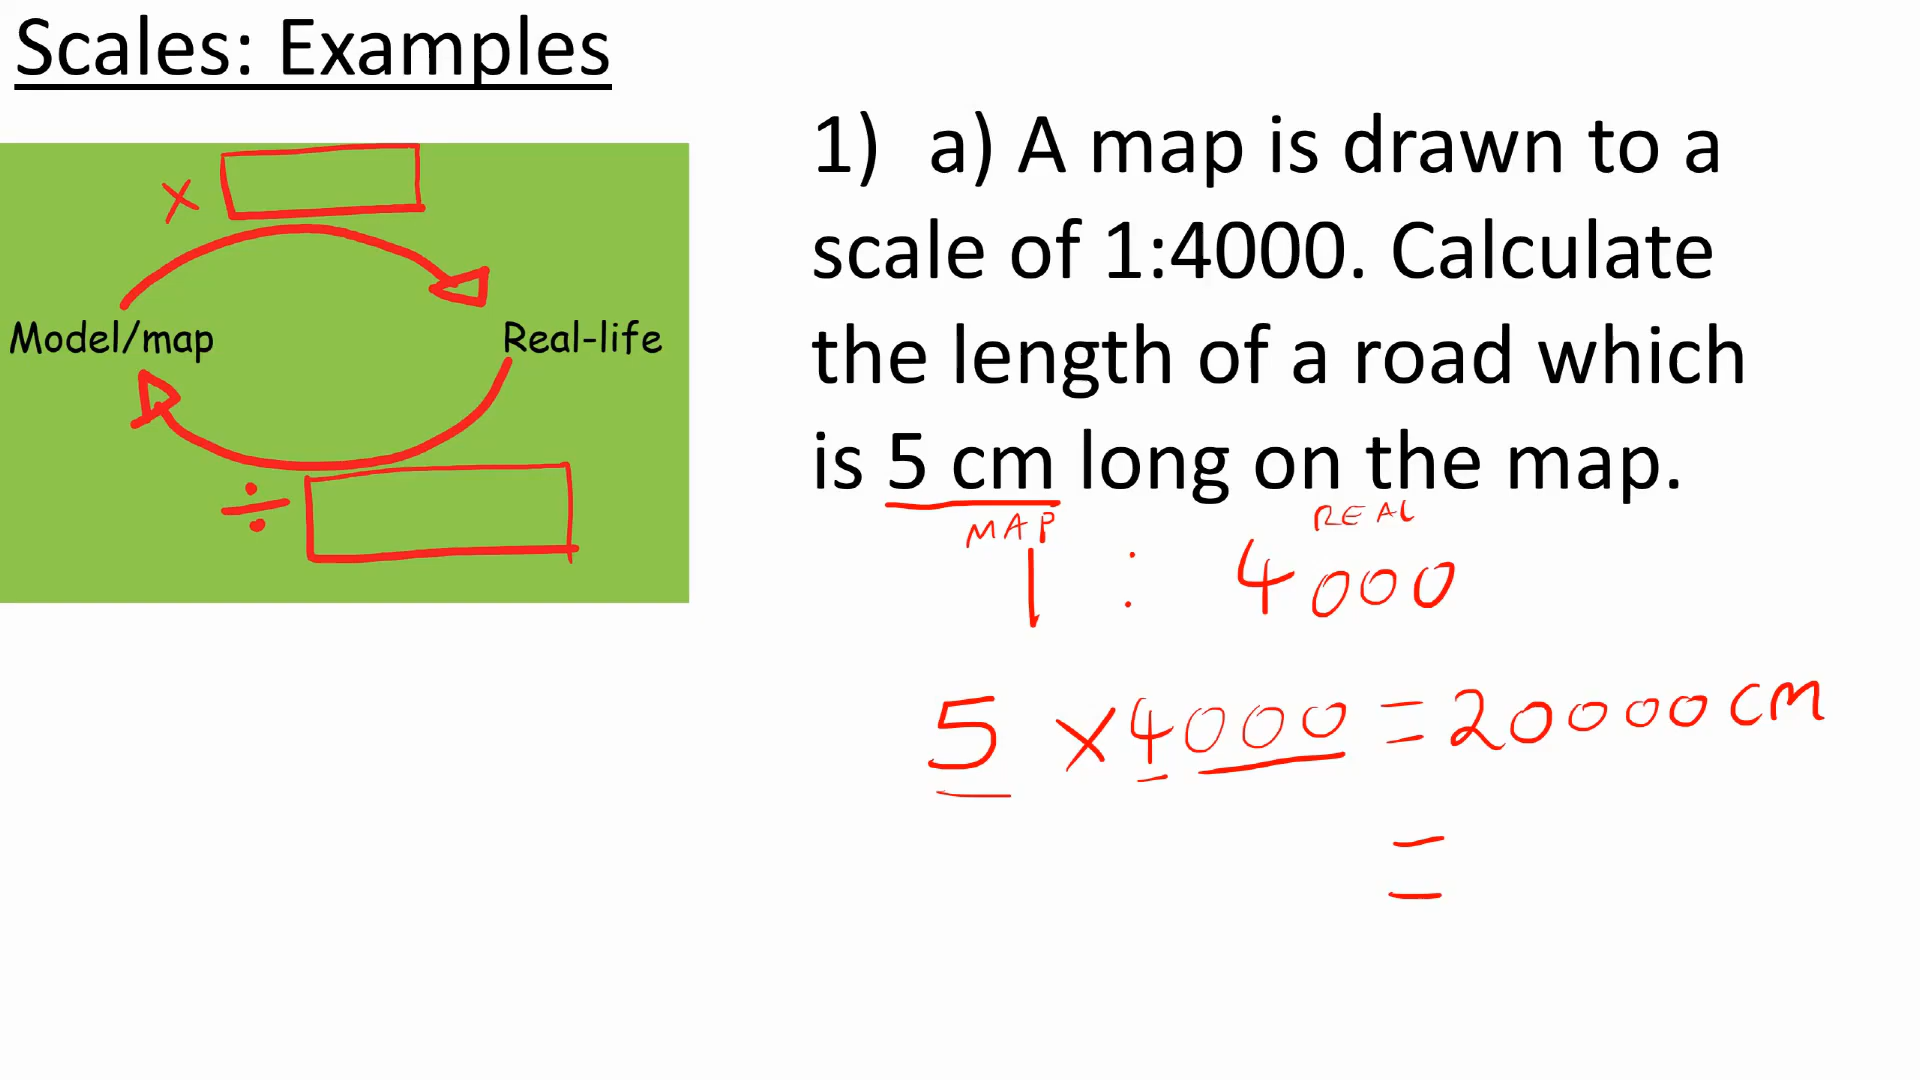 Scales: Examples
×
Model/map
Real-life
÷
1) a) A map is drawn to a
scale of 1:4000. Calculate
the length of a road which
is 5 cm long on the map.
MAP REAL
1 : 4000
5 × 4000 = 20000 cm
=